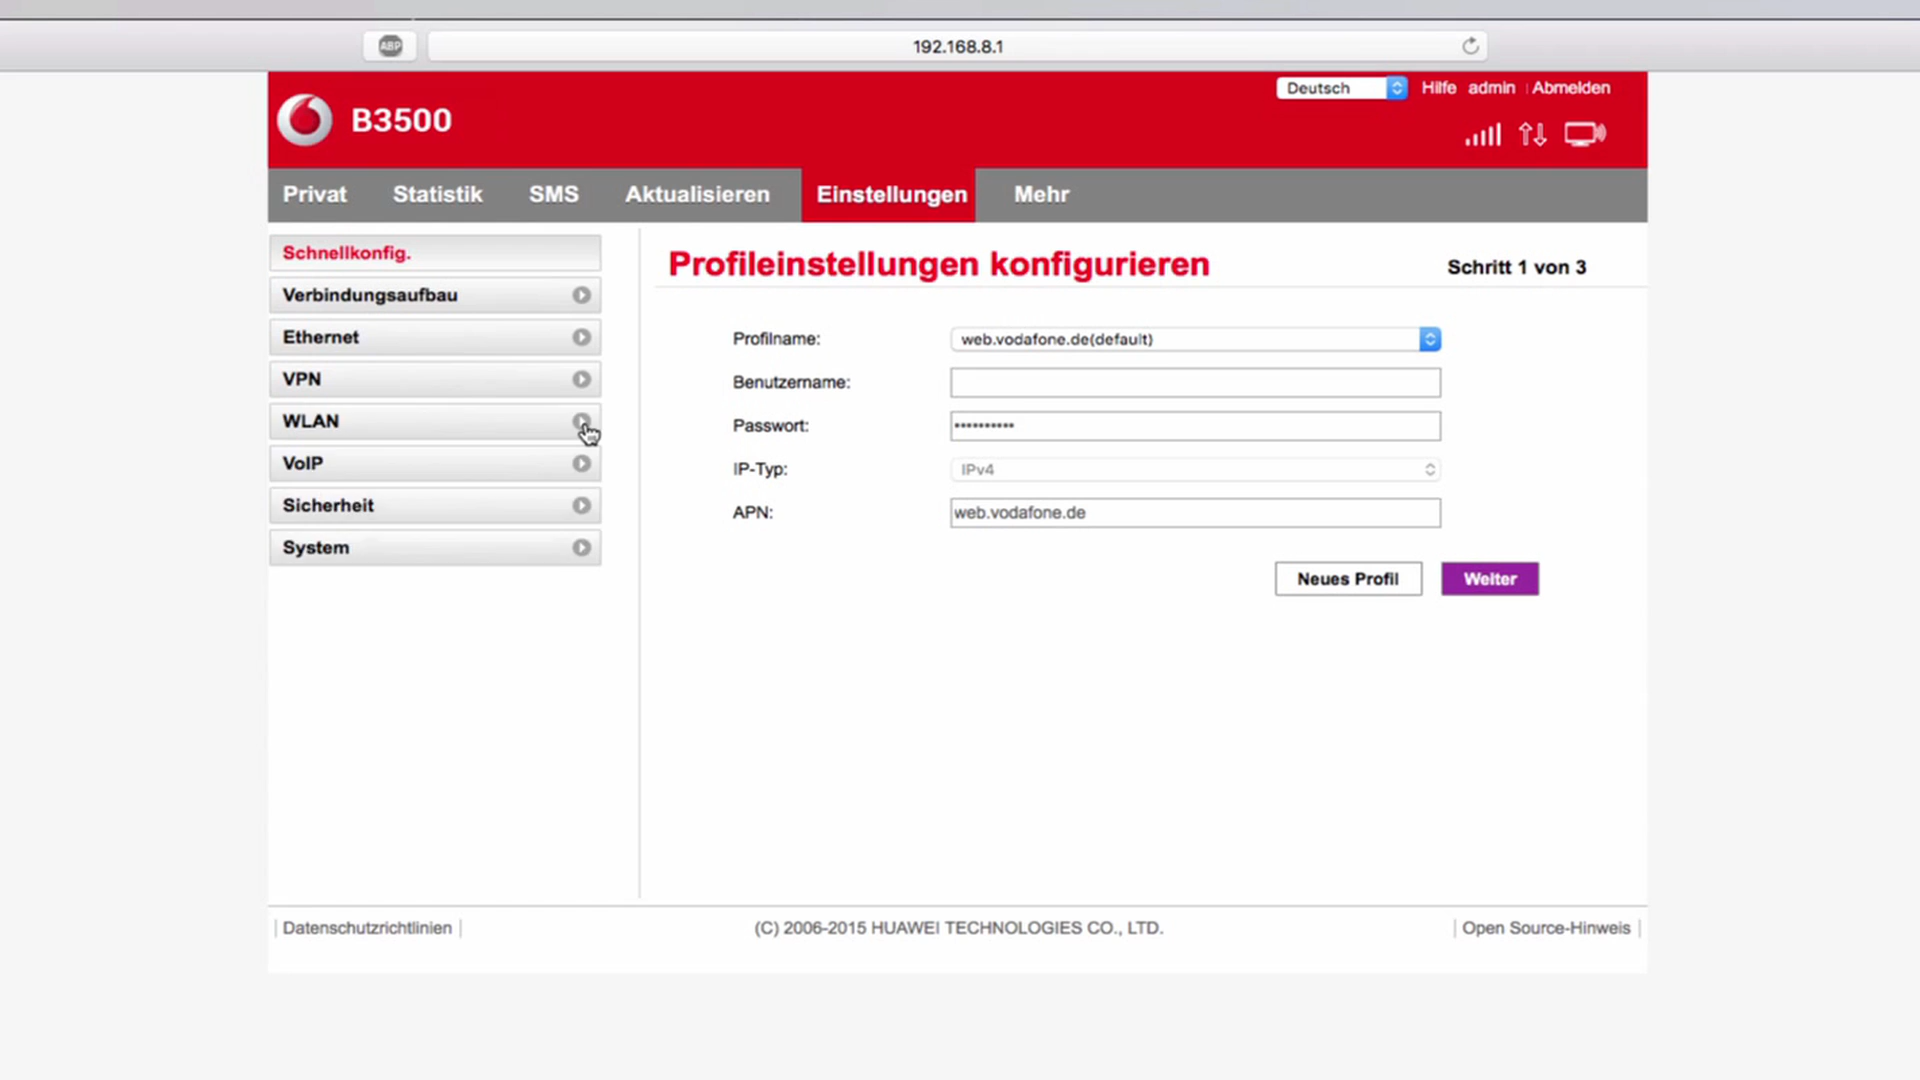 ABP
192.168.8.1
Deutsch Hilfe admin | Abmelden
B3500
Privat Statistik SMS Aktualisieren Einstellungen Mehr
Schnellkonfig.
Verbindungsaufbau
Ethernet
VPN
WLAN
VoIP
Sicherheit
System
Profileinstellungen konfigurieren Schritt 1 von 3
Profilname: web.vodafone.de(default)
Benutzername:
Passwort: ••••••••••
IP-Typ: IPv4
APN: web.vodafone.de
Neues Profil Weiter
| Datenschutzrichtlinien | (C) 2006-2015 HUAWEI TECHNOLOGIES CO., LTD. | Open Source-Hinweis |